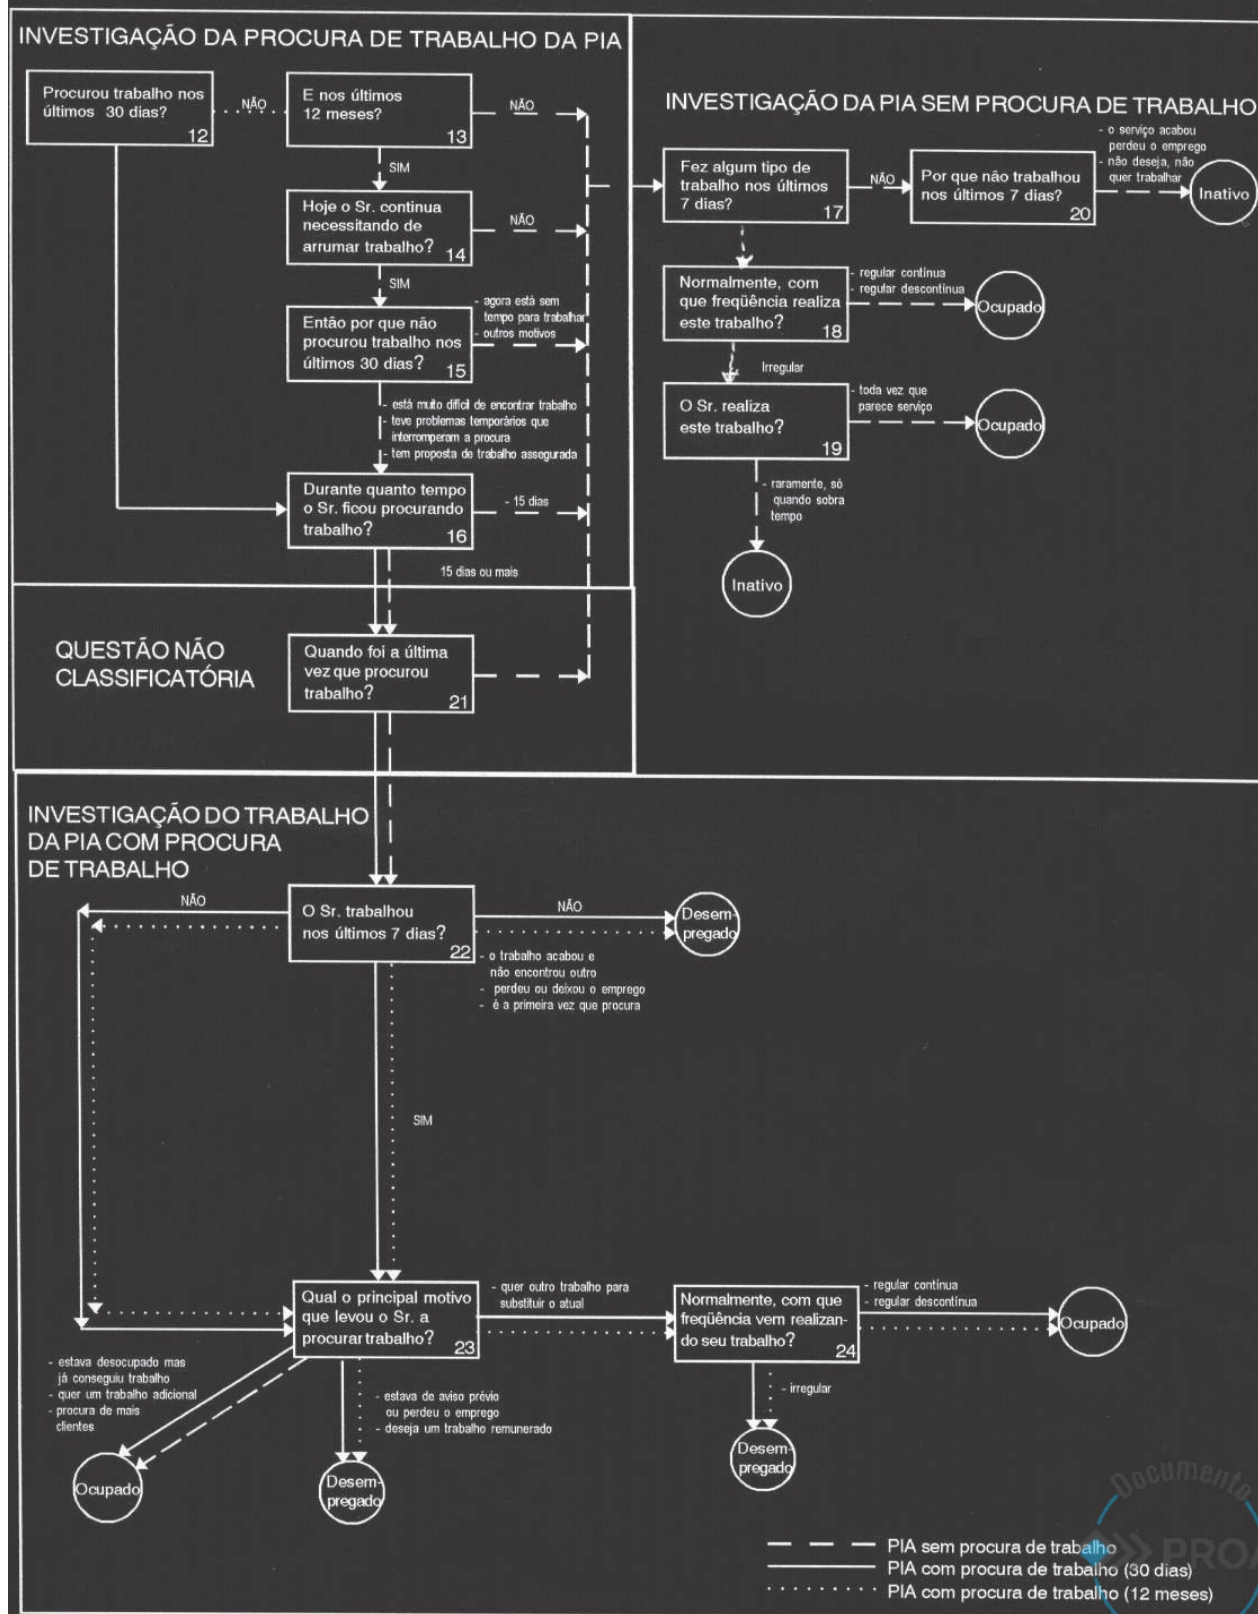 INVESTIGAÇÃO DA PROCURA DE TRABALHO DA PIA
Procurou trabalho nos
últimos 30 dias?
12
NÃO
E nos últimos
12 meses?
13
NÃO
SIM
Hoje o Sr. continua
necessitando de
arrumar trabalho?
14
NÃO
SIM
Então por que não
procurou trabalho nos
últimos 30 dias?
15
- agora está sem
tempo para trabalhar
- outros motivos
- está muito difícil de encontrar trabalho
- teve problemas temporários que
interromperam a procura
- tem proposta de trabalho assegurada
Durante quanto tempo
o Sr. ficou procurando
trabalho?
16
- 15 dias
15 dias ou mais
INVESTIGAÇÃO DA PIA SEM PROCURA DE TRABALHO
Fez algum tipo de
trabalho nos últimos
7 dias?
17
NÃO
Por que não trabalhou
nos últimos 7 dias?
20
- o serviço acabou
perdeu o emprego
- não deseja, não
quer trabalhar
Inativo
Normalmente, com
que freqüência realiza
este trabalho?
18
- regular contínua
- regular descontínua
Ocupado
Irregular
O Sr. realiza
este trabalho?
19
- toda vez que
parece serviço
Ocupado
- raramente, só
quando sobra
tempo
Inativo
QUESTÃO NÃO
CLASSIFICATÓRIA
Quando foi a última
vez que procurou
trabalho?
21
INVESTIGAÇÃO DO TRABALHO
DA PIA COM PROCURA
DE TRABALHO
NÃO
O Sr. trabalhou
nos últimos 7 dias?
22
NÃO
- o trabalho acabou e
não encontrou outro
- perdeu ou deixou o emprego
- é a primeira vez que procura
Desem-
pregado
SIM
Qual o principal motivo
que levou o Sr. a
procurar trabalho?
23
- quer outro trabalho para
substituir o atual
Normalmente, com que
freqüência vem realizan-
do seu trabalho?
24
- regular contínua
- regular descontínua
Ocupado
- estava desocupado mas
já conseguiu trabalho
- quer um trabalho adicional
- procura de mais
clientes
Ocupado
- estava de aviso prévio
ou perdeu o emprego
- deseja um trabalho remunerado
Desem-
pregado
- irregular
Desem-
pregado
PIA sem procura de trabalho
PIA com procura de trabalho (30 dias)
PIA com procura de trabalho (12 meses)
Documento
PRO